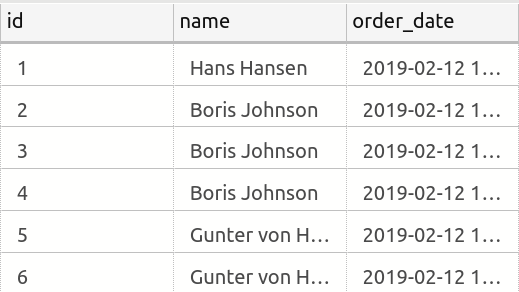 id name order_date
1 Hans Hansen 2019-02-12 1...
2 Boris Johnson 2019-02-12 1...
3 Boris Johnson 2019-02-12 1...
4 Boris Johnson 2019-02-12 1...
5 Gunter von H... 2019-02-12 1...
6 Gunter von H... 2019-02-12 1...